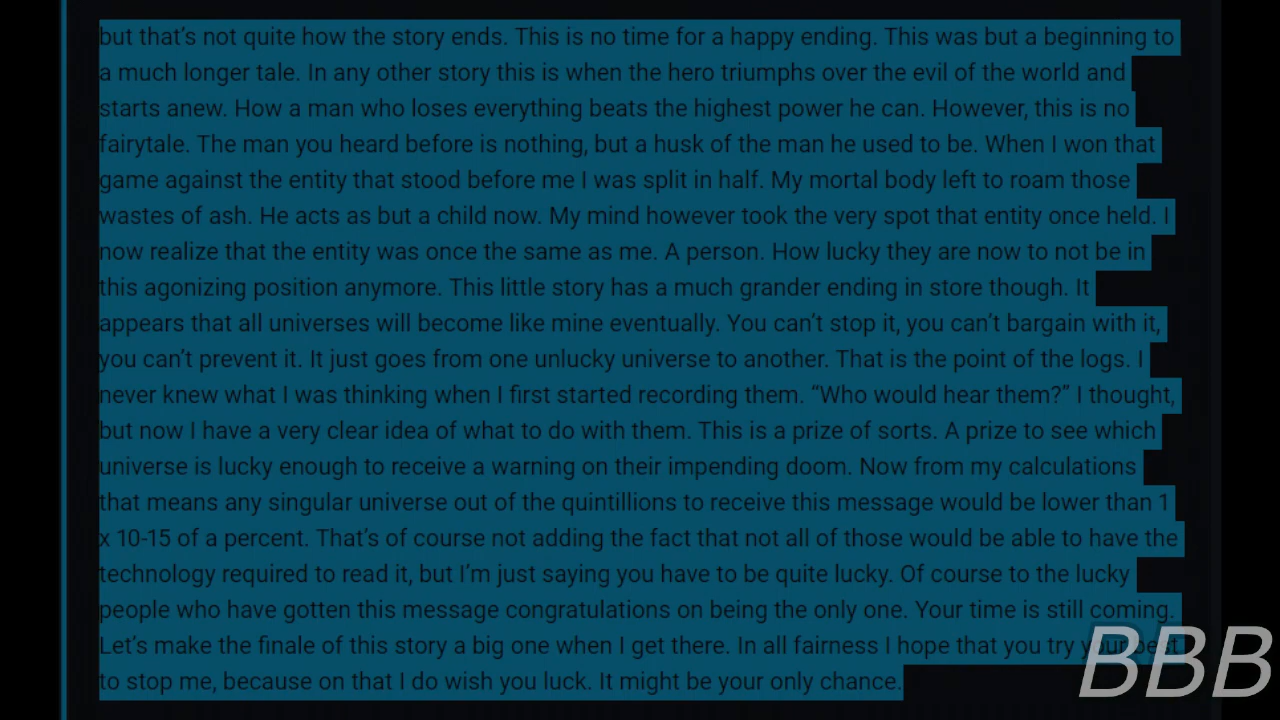 but that’s not quite how the story ends. This is no time for a happy ending. This was but a beginning to
a much longer tale. In any other story this is when the hero triumphs over the evil of the world and
starts anew. How a man who loses everything beats the highest power he can. However, this is no
fairytale. The man you heard before is nothing, but a husk of the man he used to be. When I won that
game against the entity that stood before me I was split in half. My mortal body left to roam those
wastes of ash. He acts as but a child now. My mind however took the very spot that entity once held. I
now realize that the entity was once the same as me. A person. How lucky they are now to not be in
this agonizing position anymore. This little story has a much grander ending in store though. It
appears that all universes will become like mine eventually. You can’t stop it, you can’t bargain with it,
you can’t prevent it. It just goes from one unlucky universe to another. That is the point of the logs. I
never knew what I was thinking when I first started recording them. “Who would hear them?” I thought,
but now I have a very clear idea of what to do with them. This is a prize of sorts. A prize to see which
universe is lucky enough to receive a warning on their impending doom. Now from my calculations
that means any singular universe out of the quintillions to receive this message would be lower than 1
x 10-15 of a percent. That’s of course not adding the fact that not all of those would be able to have the
technology required to read it, but I’m just saying you have to be quite lucky. Of course to the lucky
people who have gotten this message congratulations on being the only one. Your time is still coming.
Let’s make the finale of this story a big one when I get there. In all fairness I hope that you try your best
to stop me, because on that I do wish you luck. It might be your only chance.
BBB